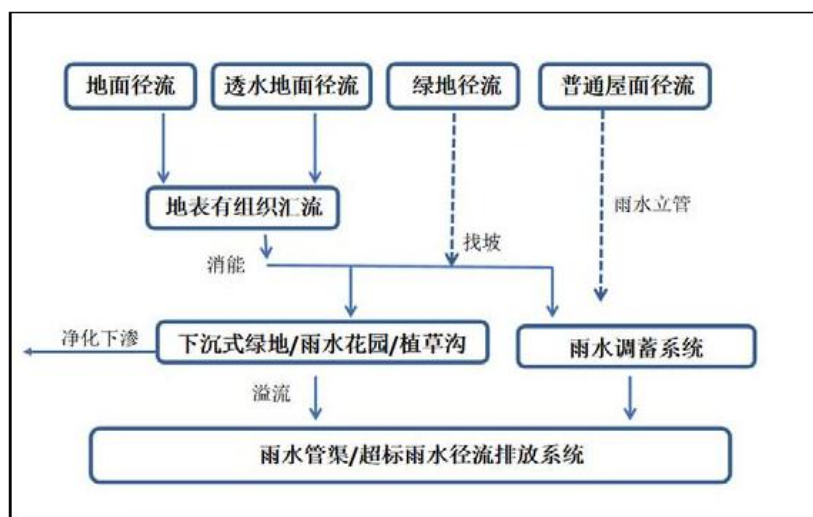 地面径流
透水地面径流
绿地径流
普通屋面径流
地表有组织汇流
雨水立管
消能
找坡
净化下渗
下沉式绿地/雨水花园/植草沟
雨水调蓄系统
溢流
雨水管渠/超标雨水径流排放系统